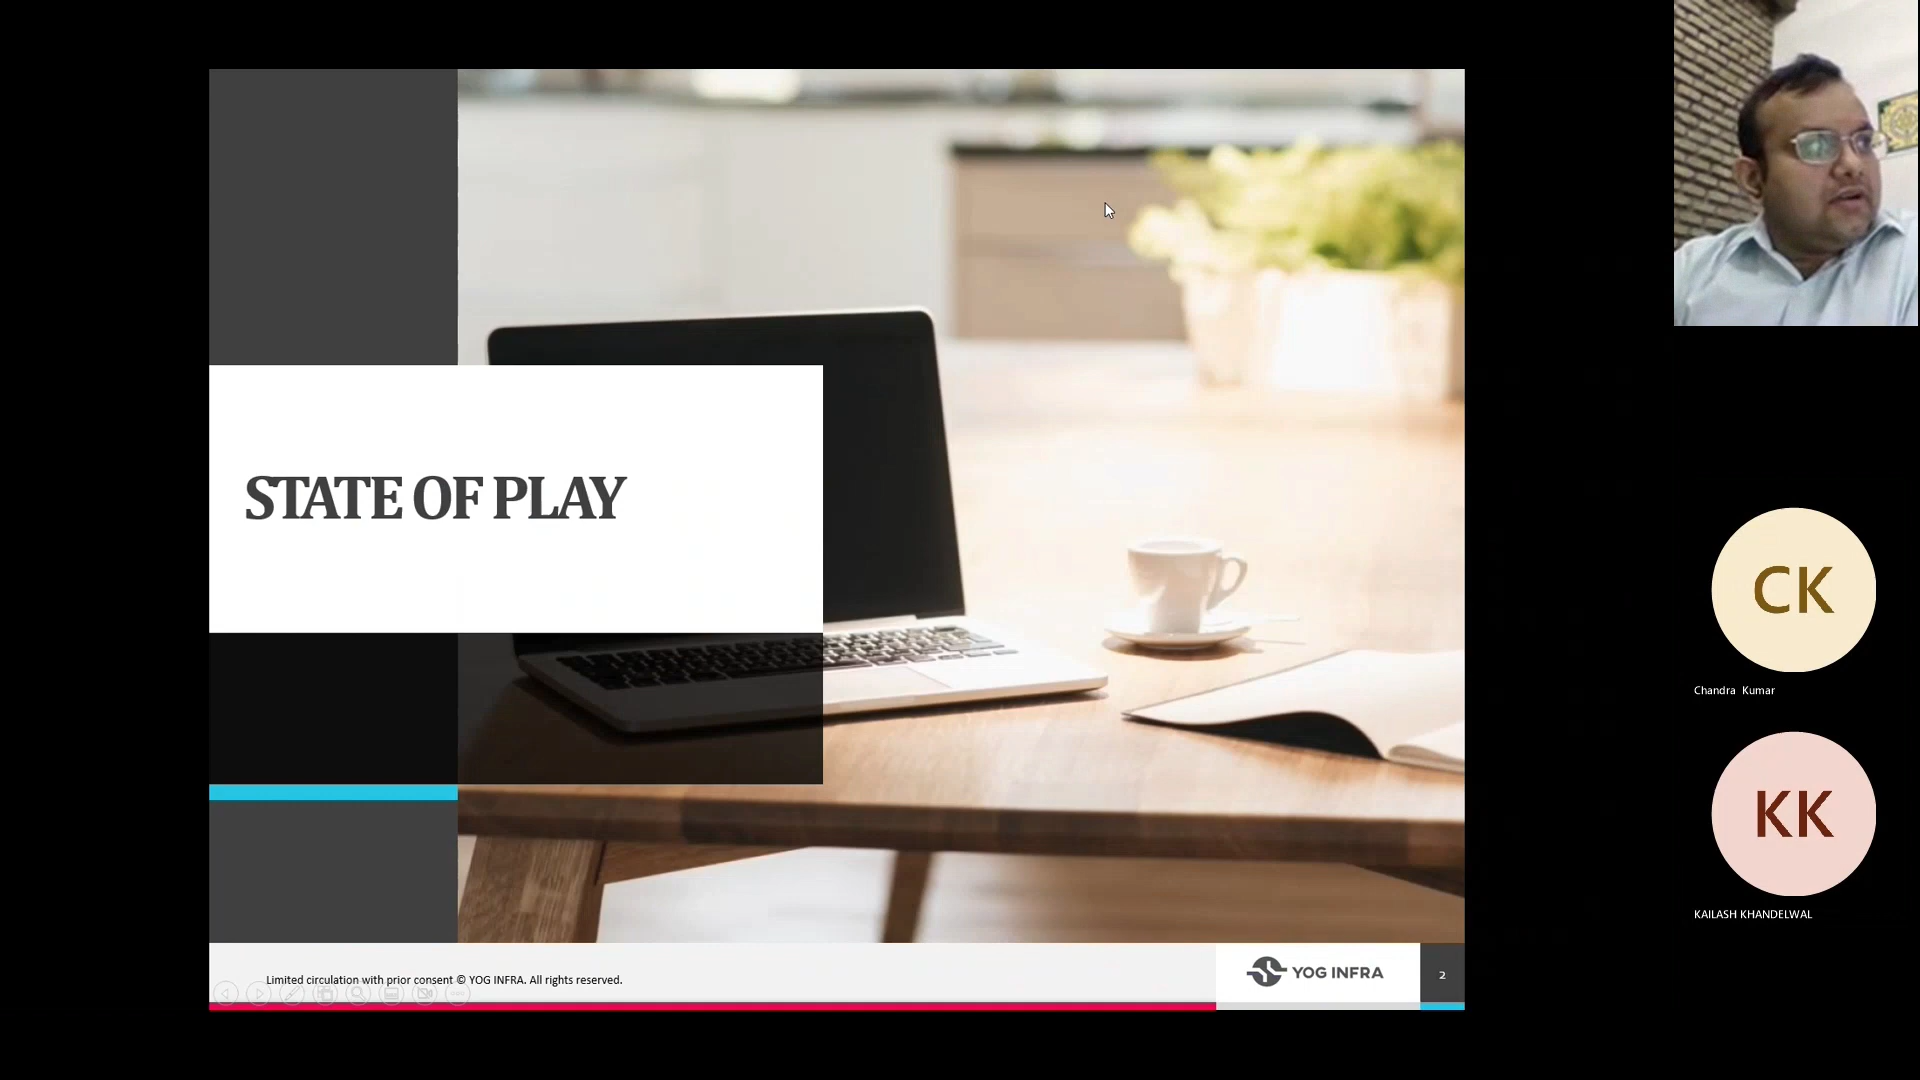 STATE OF PLAY
Limited circulation with prior consent © YOG INFRA. All rights reserved.
YOG INFRA
2
CK
Chandra Kumar
KK
KAILASH KHANDELWAL